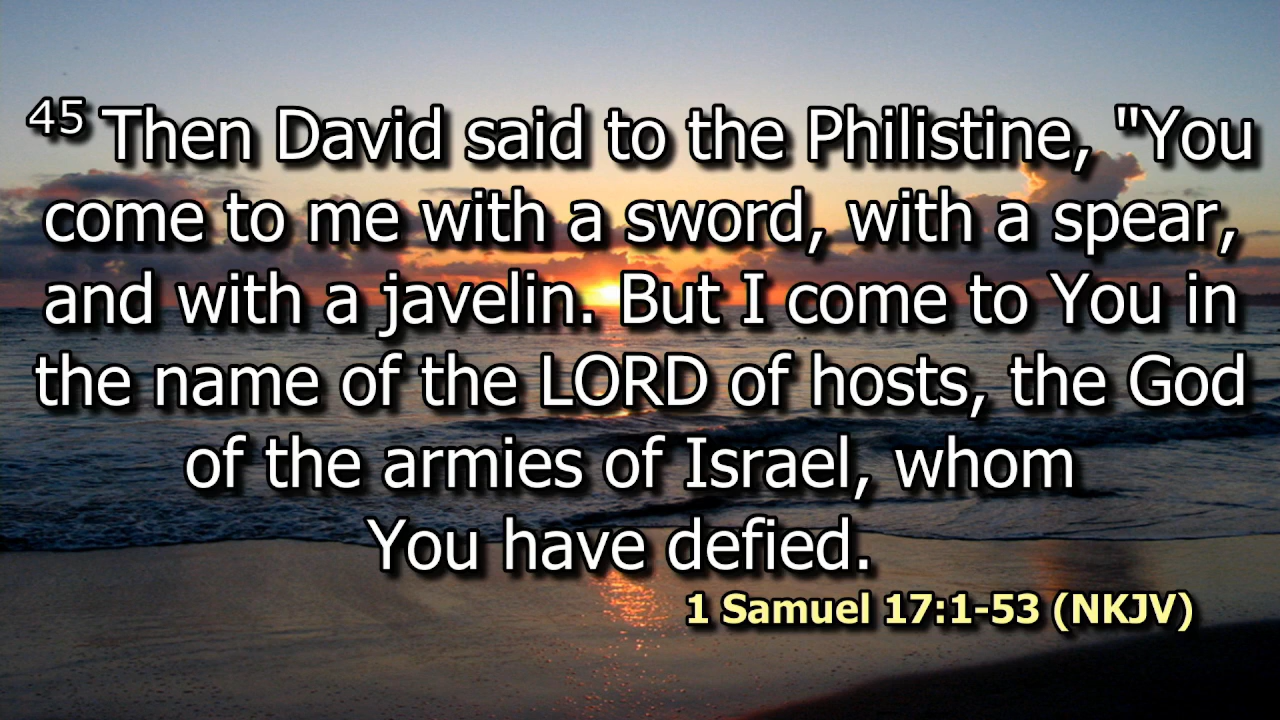 45 Then David said to the Philistine, "You
come to me with a sword, with a spear,
and with a javelin. But I come to You in
the name of the LORD of hosts, the God
of the armies of Israel, whom
You have defied.
1 Samuel 17:1-53 (NKJV)